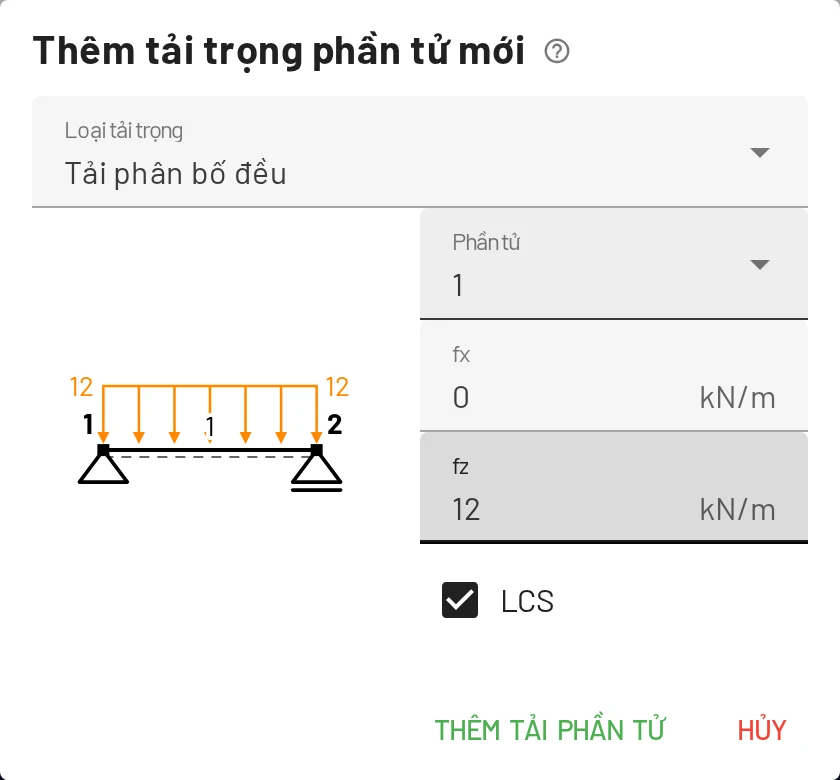 Thêm tải trọng phần tử mới ?
Loại tải trọng
Tải phân bố đều
Phần tử
1
fx
0 kN/m
fz
12 kN/m
LCS
12 12
1 1 2
THÊM TẢI PHẦN TỬ HỦY